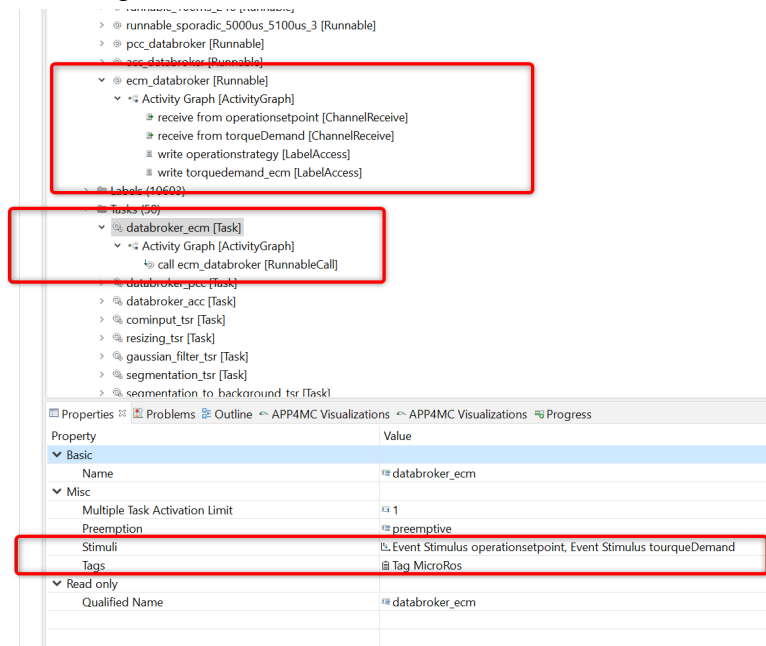 runnable_sporadic_5000us_5100us_3 [Runnable]
pcc_databroker [Runnable]
acc_databroker [Runnable]
ecm_databroker [Runnable]
Activity Graph [ActivityGraph]
receive from operationsetpoint [ChannelReceive]
receive from torqueDemand [ChannelReceive]
write operationstrategy [LabelAccess]
write torquedemand_ecm [LabelAccess]
Labels (10603)
Tasks (50)
databroker_ecm [Task]
Activity Graph [ActivityGraph]
call ecm_databroker [RunnableCall]
databroker_pcc [Task]
databroker_acc [Task]
cominput_tsr [Task]
resizing_tsr [Task]
gaussian_filter_tsr [Task]
segmentation_tsr [Task]
segmentation_to_background_tsr [Task]
Properties Problems Outline APP4MC Visualizations APP4MC Visualizations Progress
Property Value
Basic
Name databroker_ecm
Misc
Multiple Task Activation Limit 1
Preemption preemptive
Stimuli Event Stimulus operationsetpoint, Event Stimulus tourqueDemand
Tags Tag MicroRos
Read only
Qualified Name databroker_ecm